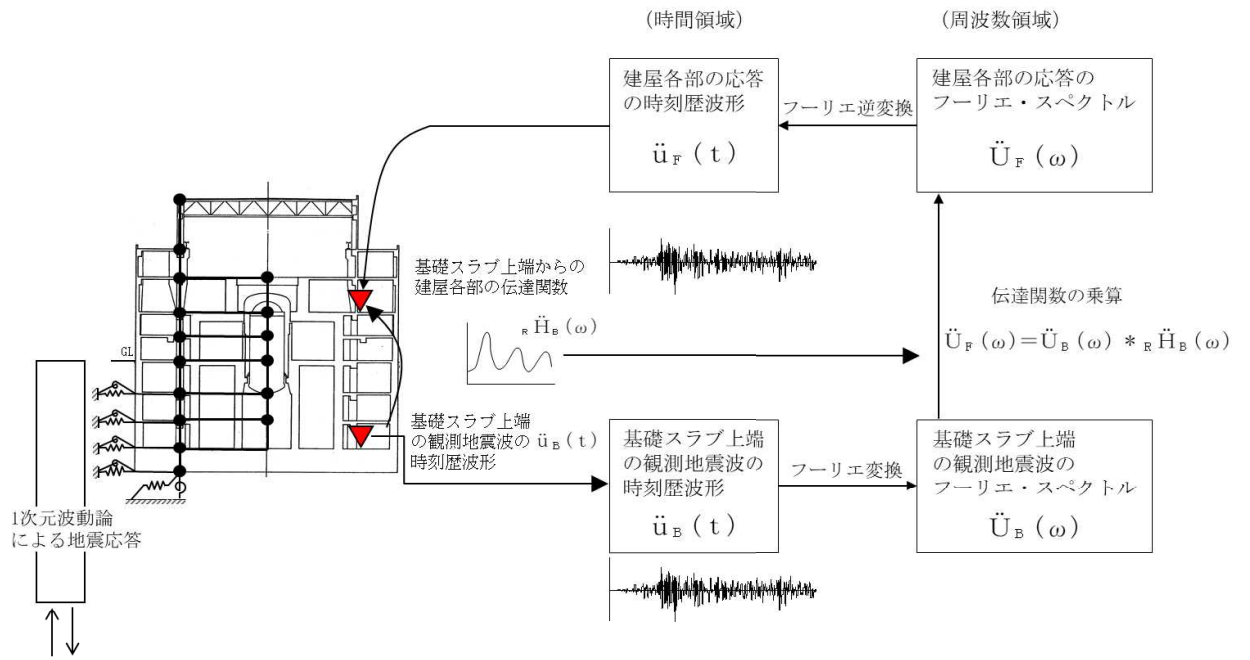 (時間領域)
(周波数領域)
建屋各部の応答
の時刻歴波形
ü F (t)
フーリエ逆変換
建屋各部の応答の
フーリエ・スペクトル
Ü F (ω)
基礎スラブ上端からの
建屋各部の伝達関数
R Ḧ B (ω)
伝達関数の乗算
Ü F (ω)=Ü B (ω) * R Ḧ B (ω)
GL
基礎スラブ上端
の観測地震波の ü B (t)
時刻歴波形
基礎スラブ上端
の観測地震波の
時刻歴波形
ü B (t)
フーリエ変換
基礎スラブ上端
の観測地震波の
フーリエ・スペクトル
Ü B (ω)
1次元波動論
による地震応答